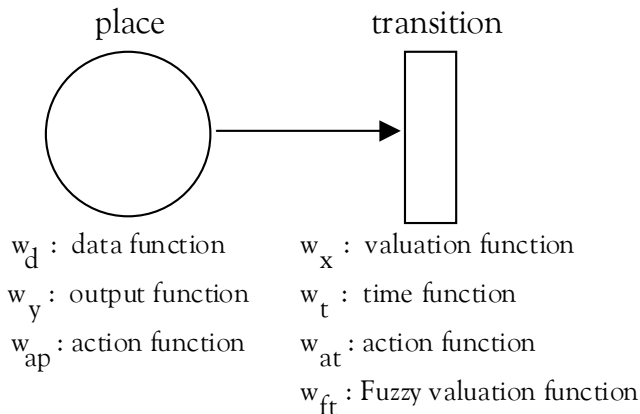 place transition
w_d : data function w_x : valuation function
w_y : output function w_t : time function
w_ap : action function w_at : action function
w_ft : Fuzzy valuation function